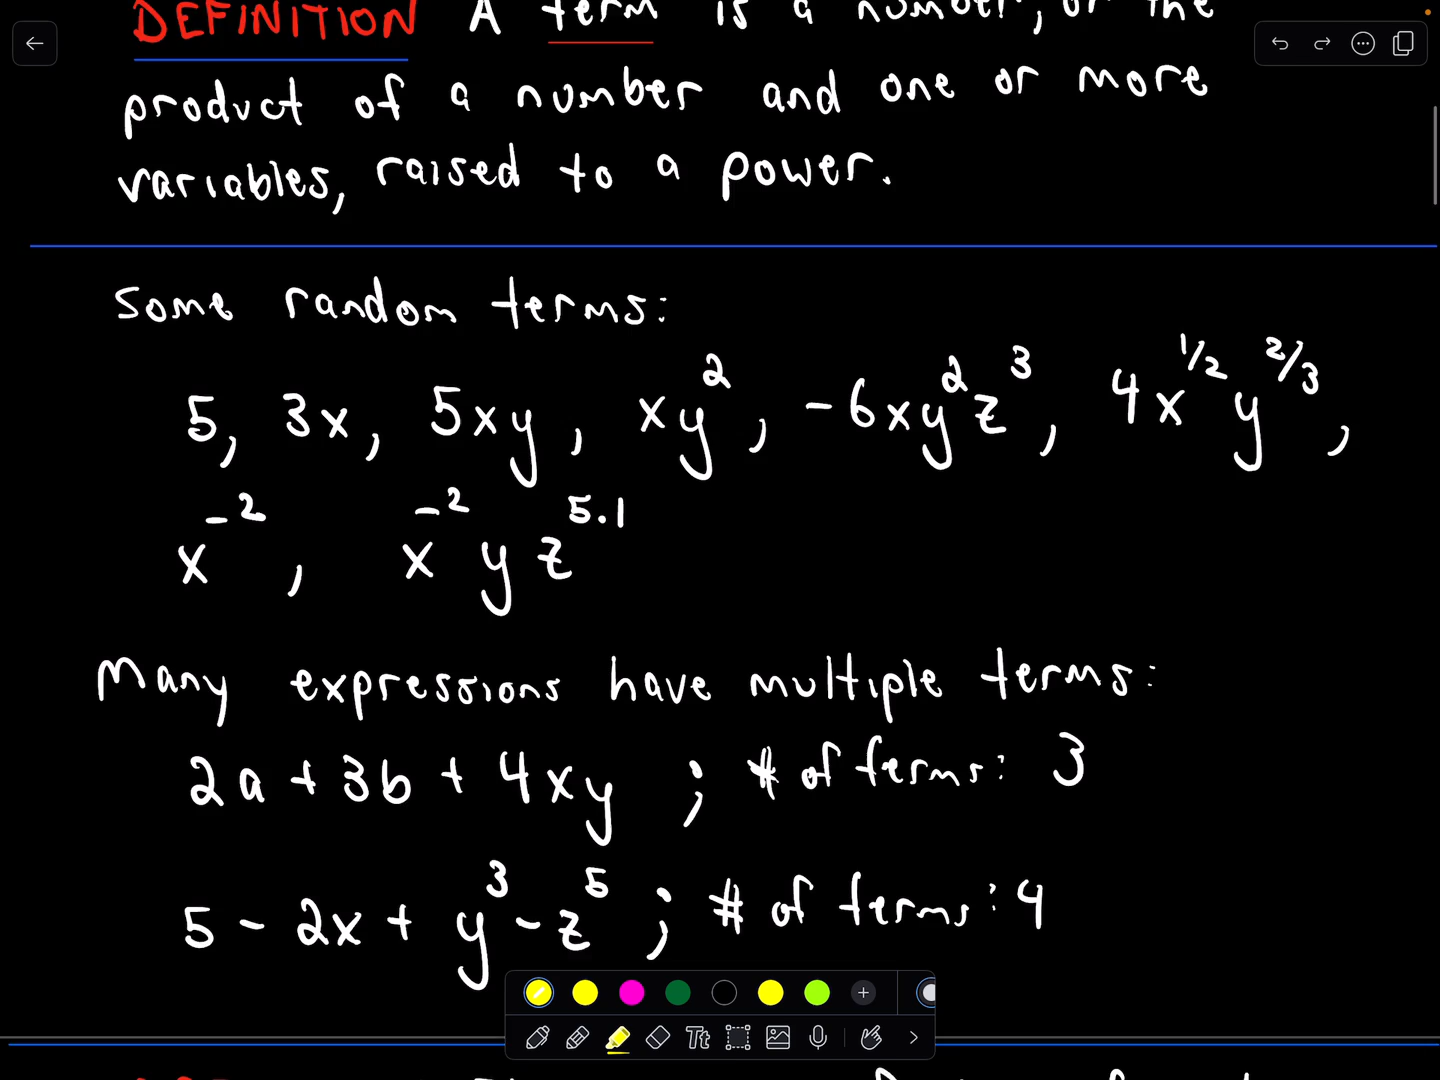 DEFINITION A term is a number, or the
product of a number and one or more
variables, raised to a power.
Some random terms:
5, 3x, 5xy, xy², -6xy²z³, 4x^1/2 y^2/3,
x^-2, x^-2 y z^5.1
Many expressions have multiple terms:
2a + 3b + 4xy ; # of terms: 3
5 - 2x + y³ - z⁵ ; # of terms: 4
Tt